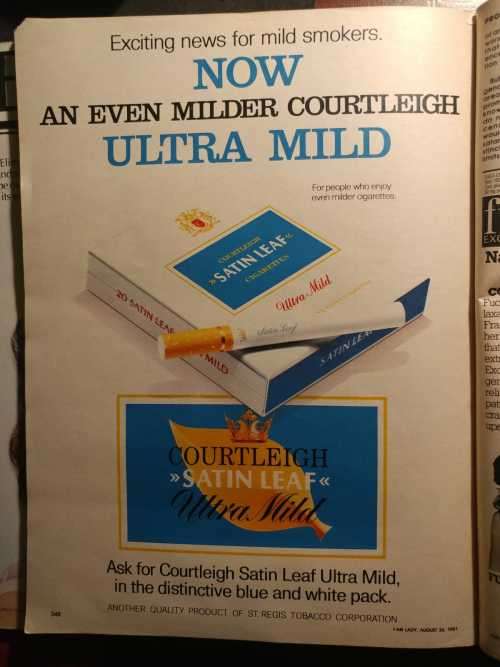 Exciting news for mild smokers.
NOW
AN EVEN MILDER COURTLEIGH
ULTRA MILD
For people who enjoy
even milder cigarettes.
COURTLEIGH
»SATIN LEAF«
CIGARETTES
Ultra Mild
20 SATIN LEAF
MILD
Satin Leaf
SATIN LEAF
COURTLEIGH
»SATIN LEAF«
Ultra Mild
Ask for Courtleigh Satin Leaf Ultra Mild,
in the distinctive blue and white pack.
ANOTHER QUALITY PRODUCT OF ST. REGIS TOBACCO CORPORATION